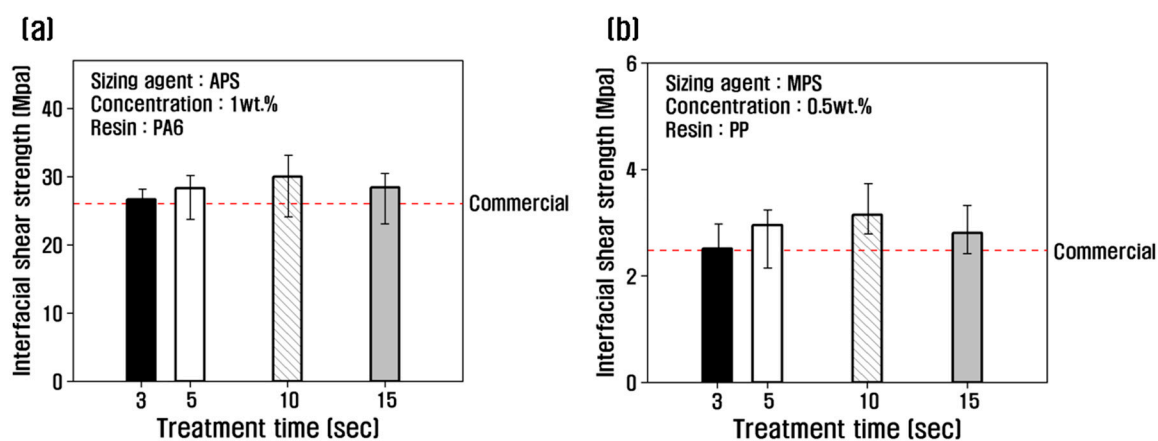 (a)
Sizing agent : APS
Concentration : 1wt.%
Resin : PA6
Interfacial shear strength (Mpa)
40
30
20
10
0
Commercial
3 5 10 15
Treatment time (sec)
(b)
Sizing agent : MPS
Concentration : 0.5wt.%
Resin : PP
Interfacial shear strength (Mpa)
6
4
2
0
Commercial
3 5 10 15
Treatment time (sec)